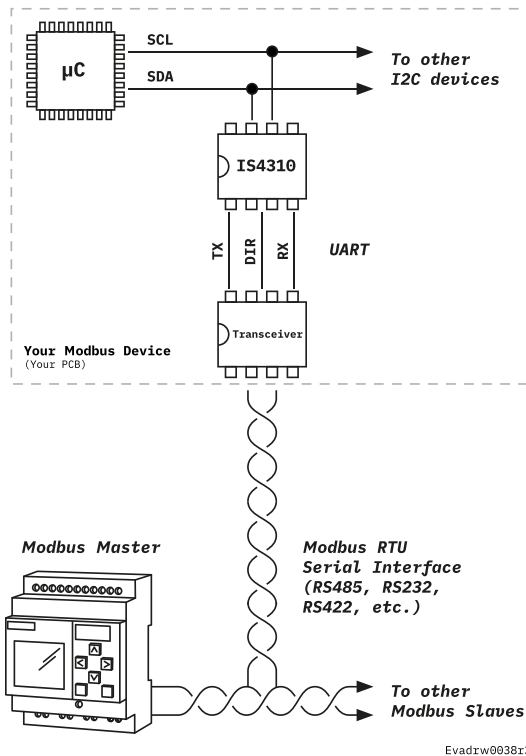 SCL
µC
SDA
To other
I2C devices
IS4310
TX
DIR
RX
UART
Transceiver
Your Modbus Device
(Your PCB)
Modbus Master
Modbus RTU
Serial Interface
(RS485, RS232,
RS422, etc.)
To other
Modbus Slaves